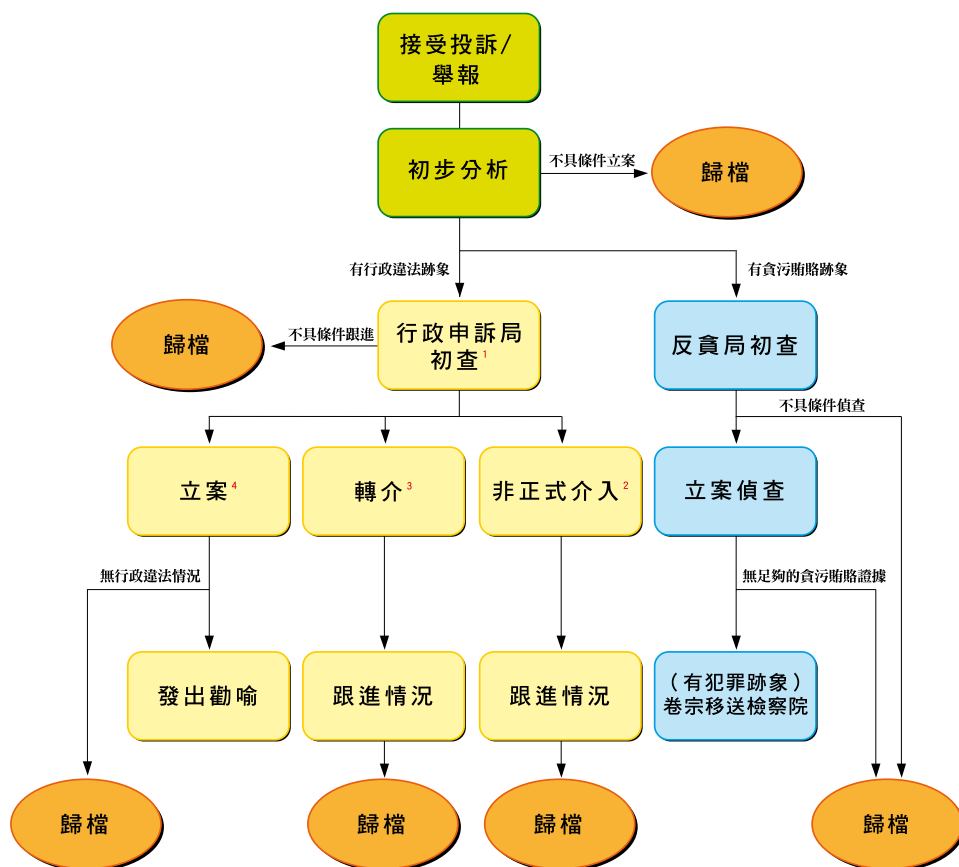 接受投訴/
舉報
初步分析
不具條件立案
歸檔
有行政違法跡象
有貪污賄賂跡象
歸檔
不具條件跟進
行政申訴局
初查1
反貪局初查
不具條件偵查
立案4
轉介3
非正式介入2
立案偵查
無行政違法情況
無足夠的貪污賄賂證據
發出勸喻
跟進情況
跟進情況
（有犯罪跡象）
卷宗移送檢察院
歸檔
歸檔
歸檔
歸檔